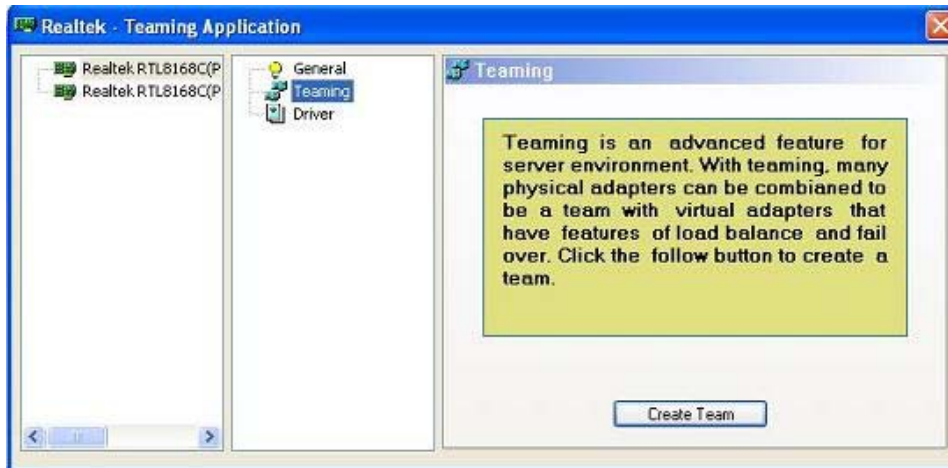 Realtek - Teaming Application
Realtek RTL8168C(P
Realtek RTL8168C(P
General
Teaming
Driver
Teaming
Teaming is an advanced feature for
server environment. With teaming, many
physical adapters can be combianed to
be a team with virtual adapters that
have features of load balance and fail
over. Click the follow button to create a
team.
Create Team